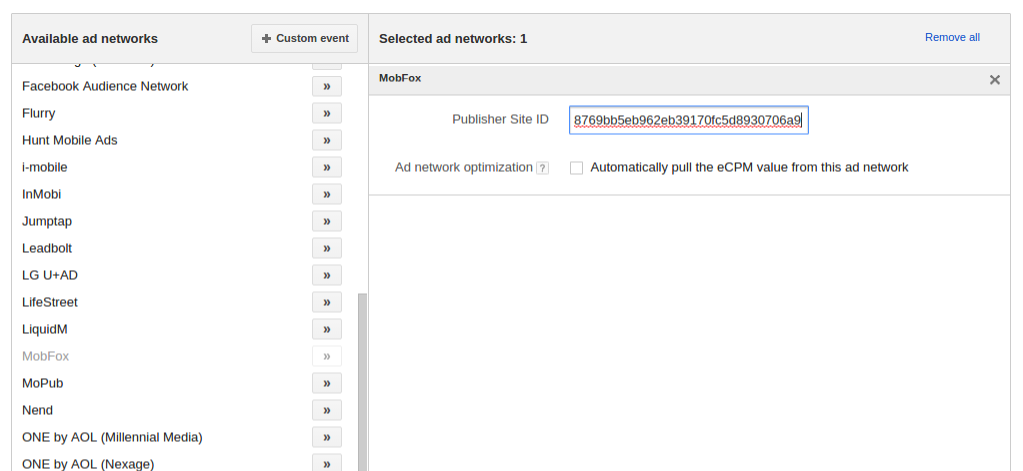 Available ad networks
+ Custom event
Selected ad networks: 1
Remove all
Facebook Audience Network »
Flurry »
Hunt Mobile Ads »
i-mobile »
InMobi »
Jumptap »
Leadbolt »
LG U+AD »
LifeStreet »
LiquidM »
MobFox »
MoPub »
Nend »
ONE by AOL (Millennial Media) »
ONE by AOL (Nexage) »
MobFox
Publisher Site ID 8769bb5eb962eb39170fc5d8930706a9
Ad network optimization ? Automatically pull the eCPM value from this ad network